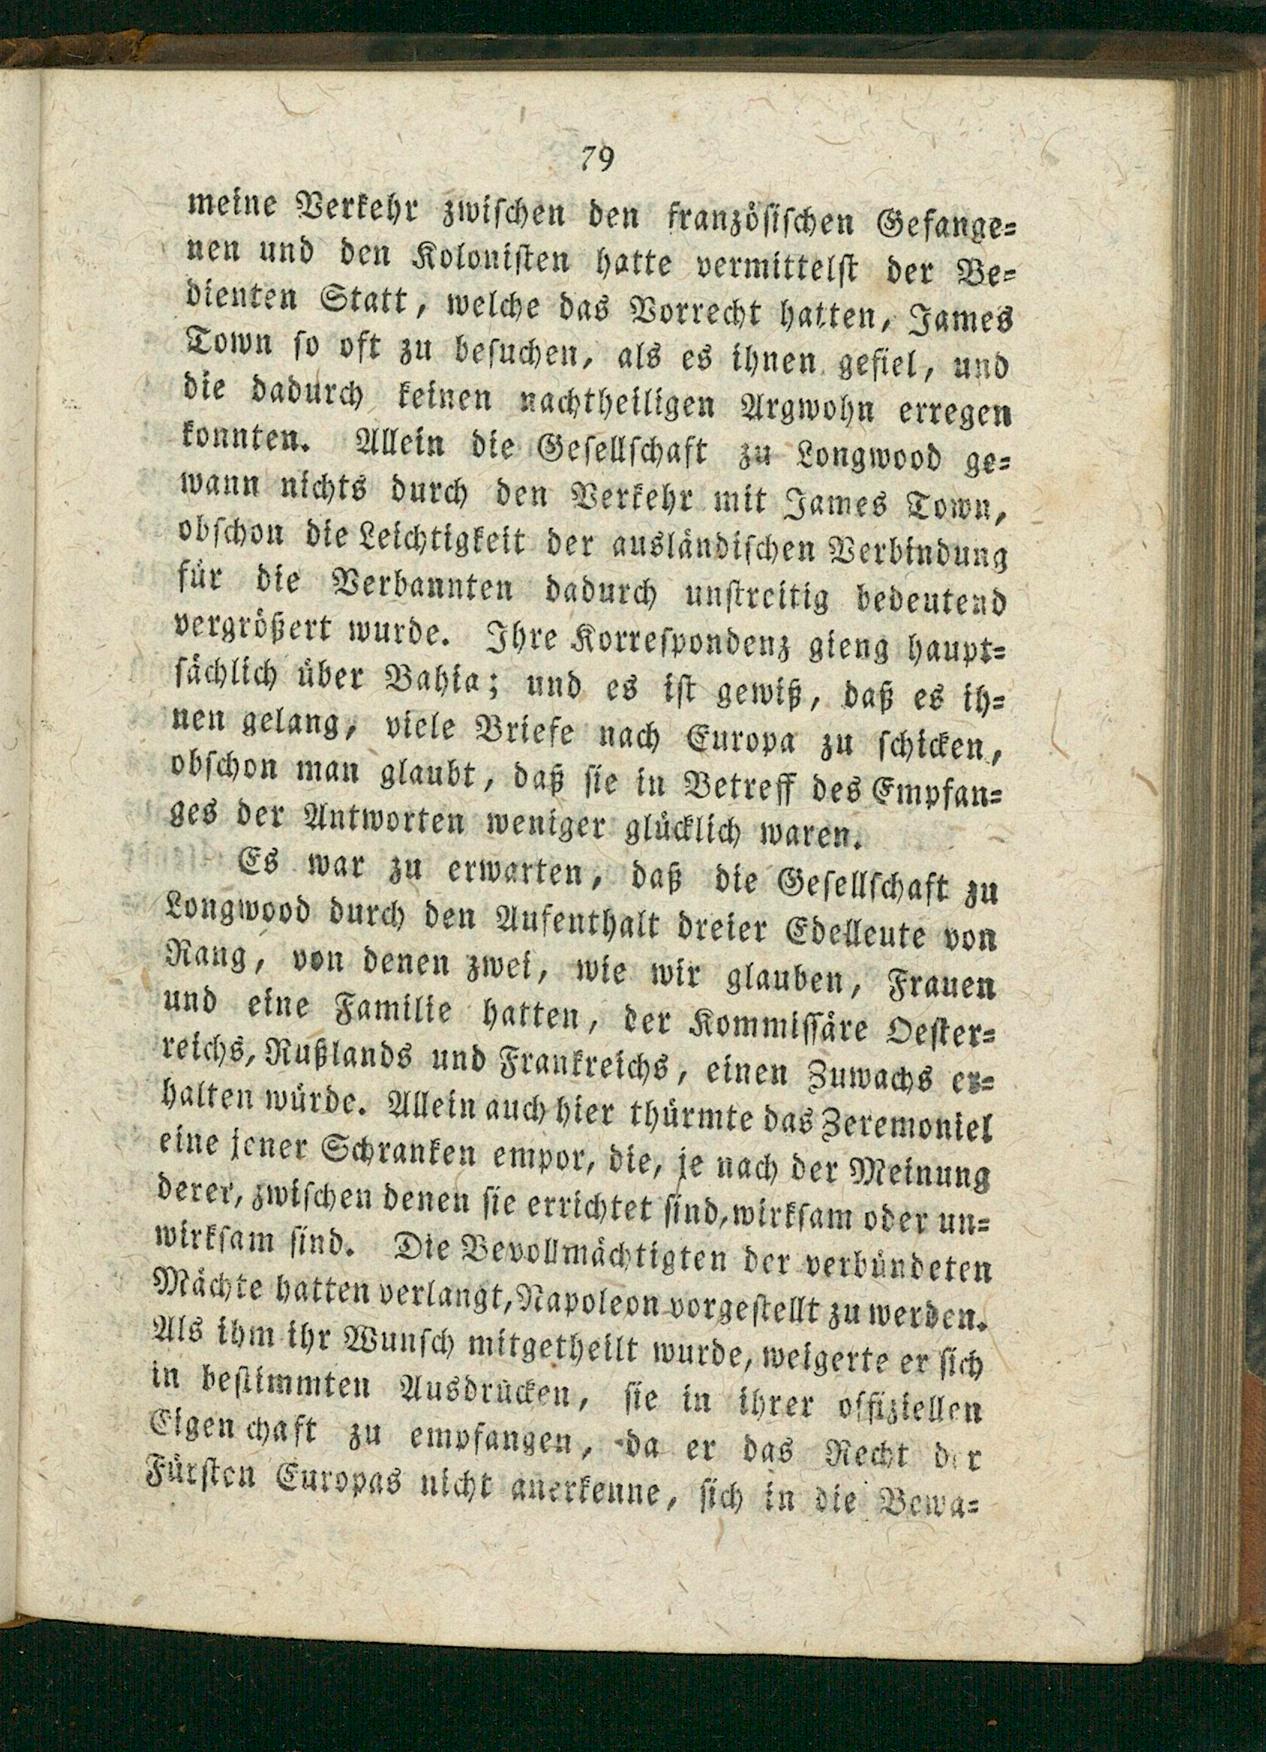 79
meine Verkehr zwischen den französischen Gefange-
nen und den Kolonisten hatte vermittelst der Be-
dienten Statt, welche das Vorrecht hatten, James
Town so oft zu besuchen, als es ihnen gefiel, und
die dadurch keinen nachtheiligen Argwohn erregen
konnten. Allein die Gesellschaft zu Longwood ge-
wann nichts durch den Verkehr mit James Town,
obschon die Leichtigkeit der ausländischen Verbindung
für die Verbannten dadurch unstreitig bedeutend
vergrößert wurde. Ihre Korrespondenz gieng haupt-
sächlich über Bahia; und es ist gewiß, daß es ih-
nen gelang, viele Briefe nach Europa zu schicken,
obschon man glaubt, daß sie in Betreff des Empfan-
ges der Antworten weniger glücklich waren.
Es war zu erwarten, daß die Gesellschaft zu
Longwood durch den Aufenthalt dreier Edelleute von
Rang, von denen zwei, wie wir glauben, Frauen
und eine Familie hatten, der Kommissäre Oester-
reichs, Rußlands und Frankreichs, einen Zuwachs er-
halten würde. Allein auch hier thürmte das Zeremoniel
eine jener Schranken empor, die, je nach der Meinung
derer, zwischen denen sie errichtet sind, wirksam oder un-
wirksam sind. Die Bevollmächtigten der verbündeten
Mächte hatten verlangt, Napoleon vorgestellt zu werden.
Als ihm ihr Wunsch mitgetheilt wurde, weigerte er sich
in bestimmten Ausdrücken, sie in ihrer offiziellen
Eigenschaft zu empfangen, da er das Recht der
Fürsten Europas nicht anerkenne, sich in die Bewa-